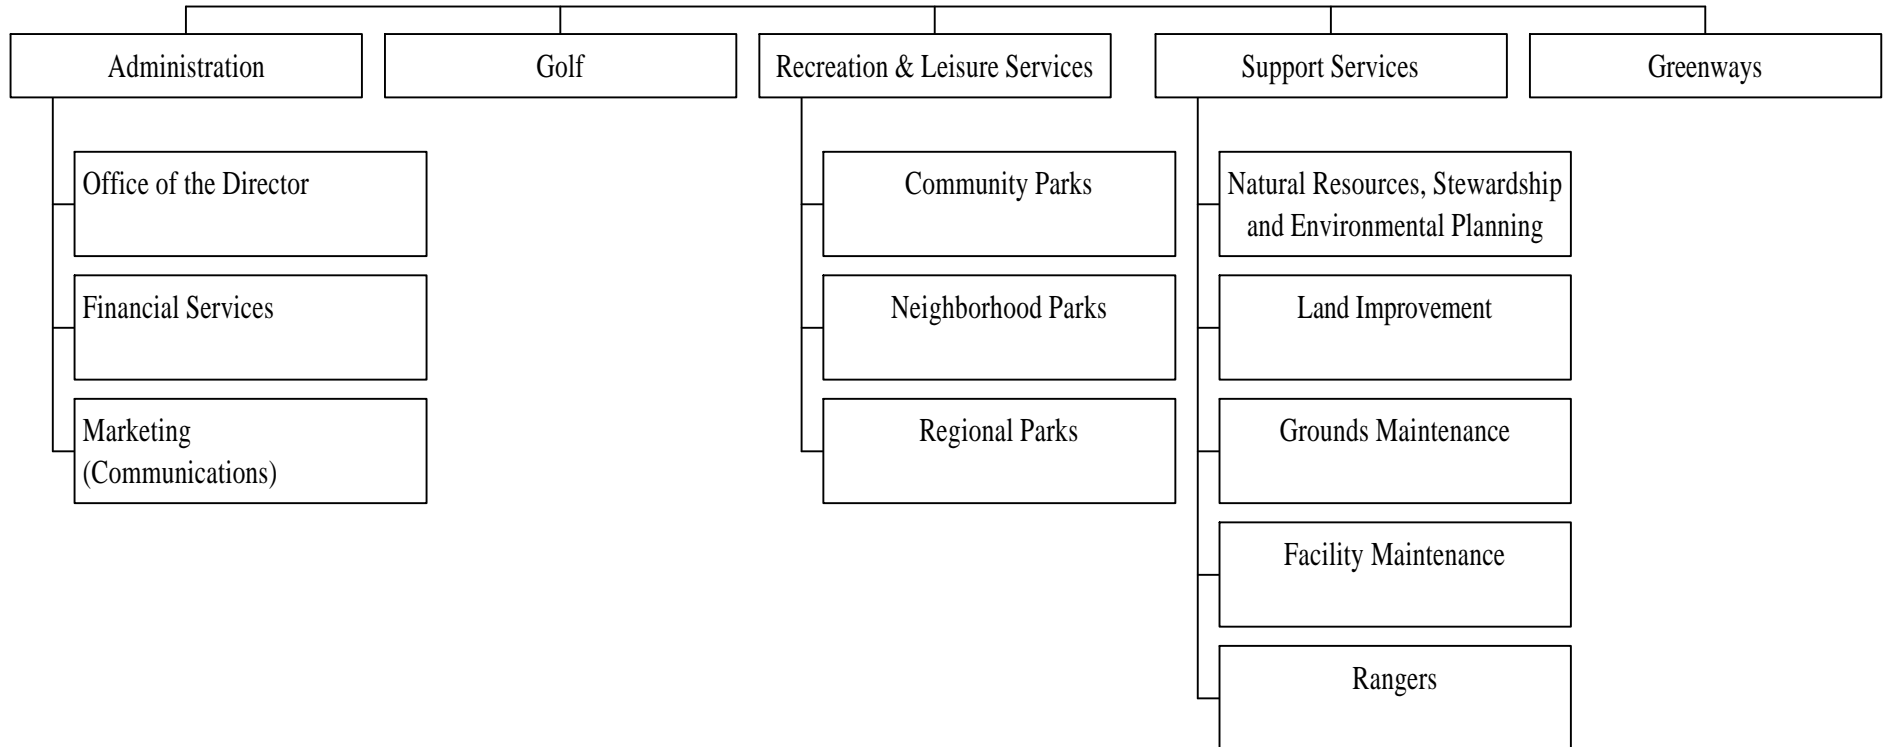 Administration
Golf
Recreation & Leisure Services
Support Services
Greenways
Office of the Director
Financial Services
Marketing
(Communications)
Community Parks
Neighborhood Parks
Regional Parks
Natural Resources, Stewardship
and Environmental Planning
Land Improvement
Grounds Maintenance
Facility Maintenance
Rangers